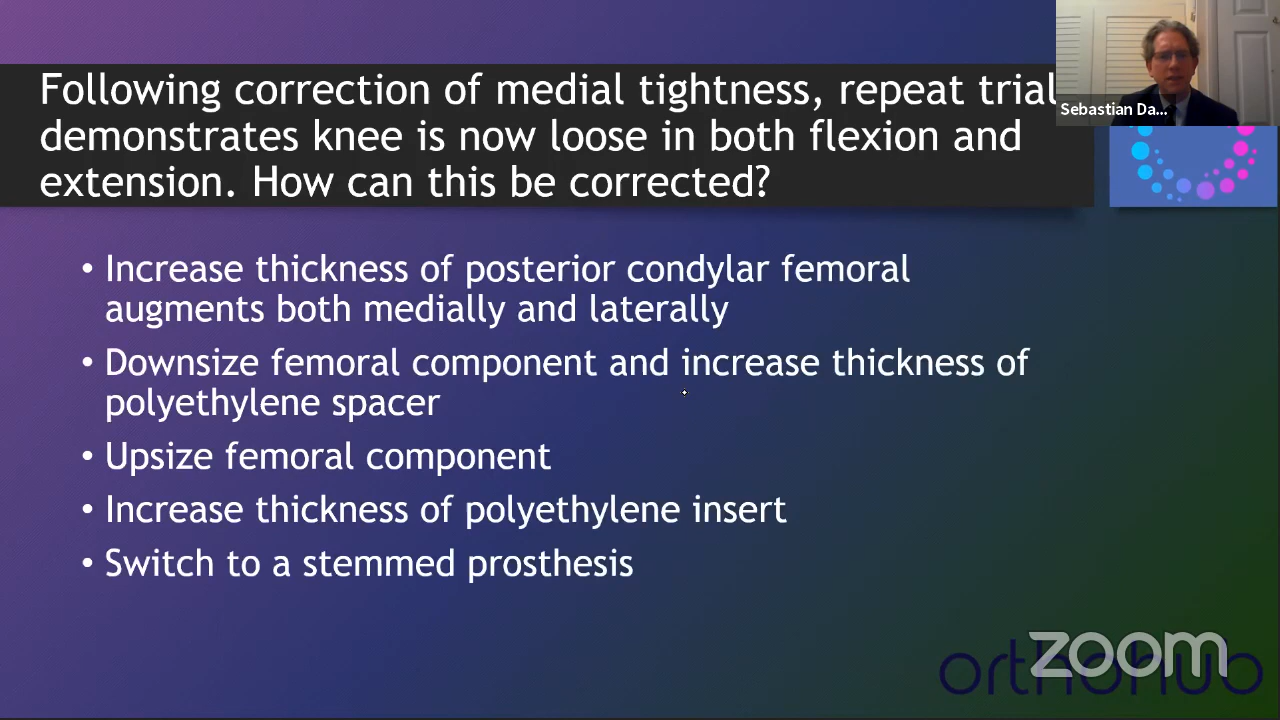 Following correction of medial tightness, repeat trial
demonstrates knee is now loose in both flexion and
extension. How can this be corrected?
Sebastian Da...
• Increase thickness of posterior condylar femoral
augments both medially and laterally
• Downsize femoral component and increase thickness of
polyethylene spacer
• Upsize femoral component
• Increase thickness of polyethylene insert
• Switch to a stemmed prosthesis
zoom
orthohub